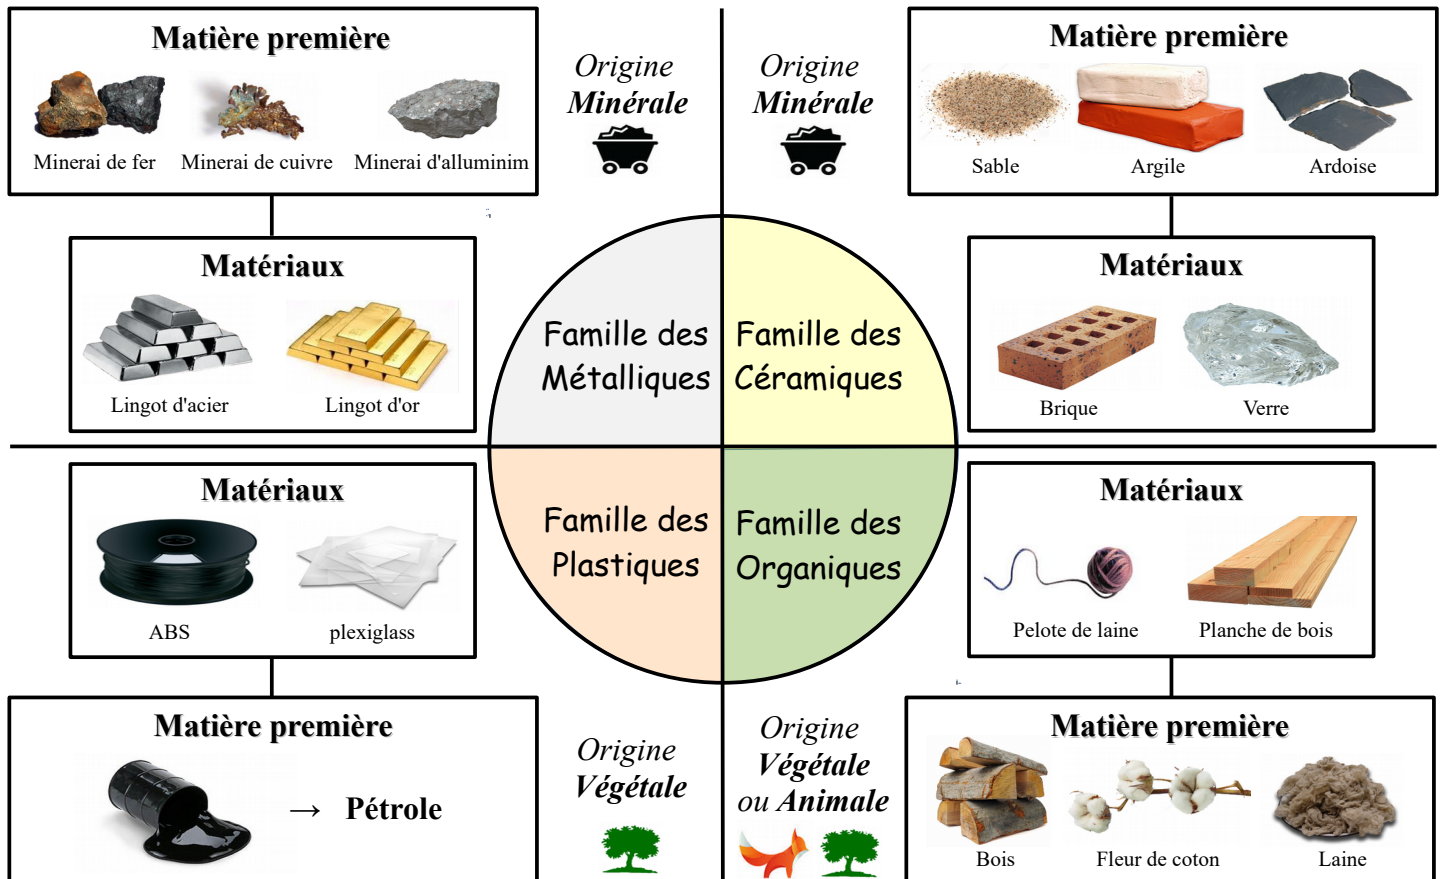 Matière première
Minerai de fer
Minerai de cuivre
Minerai d'alluminim
Origine
Minérale
Origine
Minérale
Matière première
Sable
Argile
Ardoise
Matériaux
Lingot d'acier
Lingot d'or
Famille des
Métalliques
Famille des
Céramiques
Matériaux
Brique
Verre
Matériaux
ABS
plexiglass
Famille des
Plastiques
Famille des
Organiques
Matériaux
Pelote de laine
Planche de bois
Matière première
→ Pétrole
Origine
Végétale
Origine
Végétale
ou Animale
Matière première
Bois
Fleur de coton
Laine